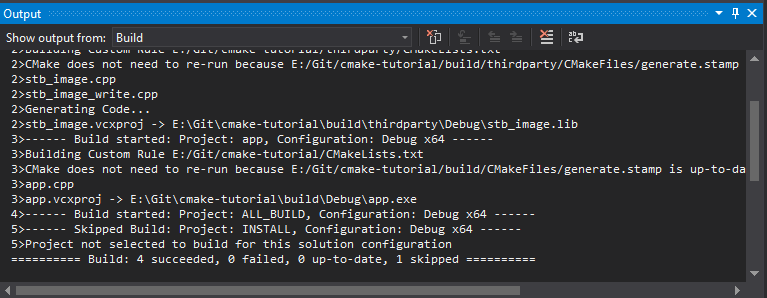 Output
Show output from: Build
2>Building Custom Rule E:/Git/cmake-tutorial/thirdparty/CMakeLists.txt
2>CMake does not need to re-run because E:/Git/cmake-tutorial/build/thirdparty/CMakeFiles/generate.stamp
2>stb_image.cpp
2>stb_image_write.cpp
2>Generating Code...
2>stb_image.vcxproj -> E:\Git\cmake-tutorial\build\thirdparty\Debug\stb_image.lib
3>------ Build started: Project: app, Configuration: Debug x64 ------
3>Building Custom Rule E:/Git/cmake-tutorial/CMakeLists.txt
3>CMake does not need to re-run because E:/Git/cmake-tutorial/build/CMakeFiles/generate.stamp is up-to-da
3>app.cpp
3>app.vcxproj -> E:\Git\cmake-tutorial\build\Debug\app.exe
4>------ Build started: Project: ALL_BUILD, Configuration: Debug x64 ------
5>------ Skipped Build: Project: INSTALL, Configuration: Debug x64 ------
5>Project not selected to build for this solution configuration
========== Build: 4 succeeded, 0 failed, 0 up-to-date, 1 skipped ==========